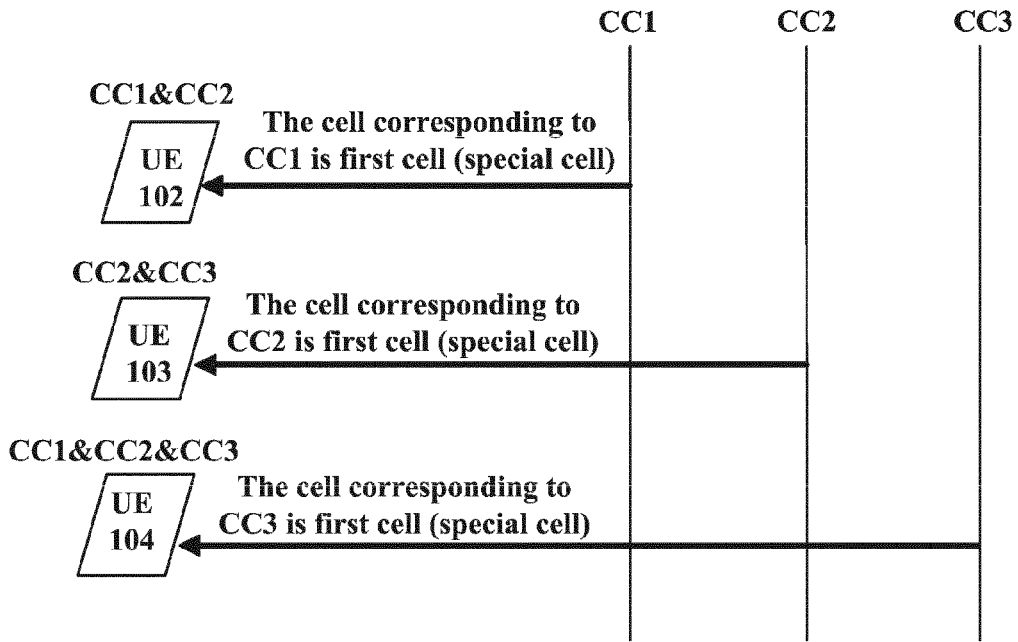 CC1 CC2 CC3
CC1&CC2
The cell corresponding to
CC1 is first cell (special cell)
UE
102
CC2&CC3
The cell corresponding to
CC2 is first cell (special cell)
UE
103
CC1&CC2&CC3
The cell corresponding to
CC3 is first cell (special cell)
UE
104